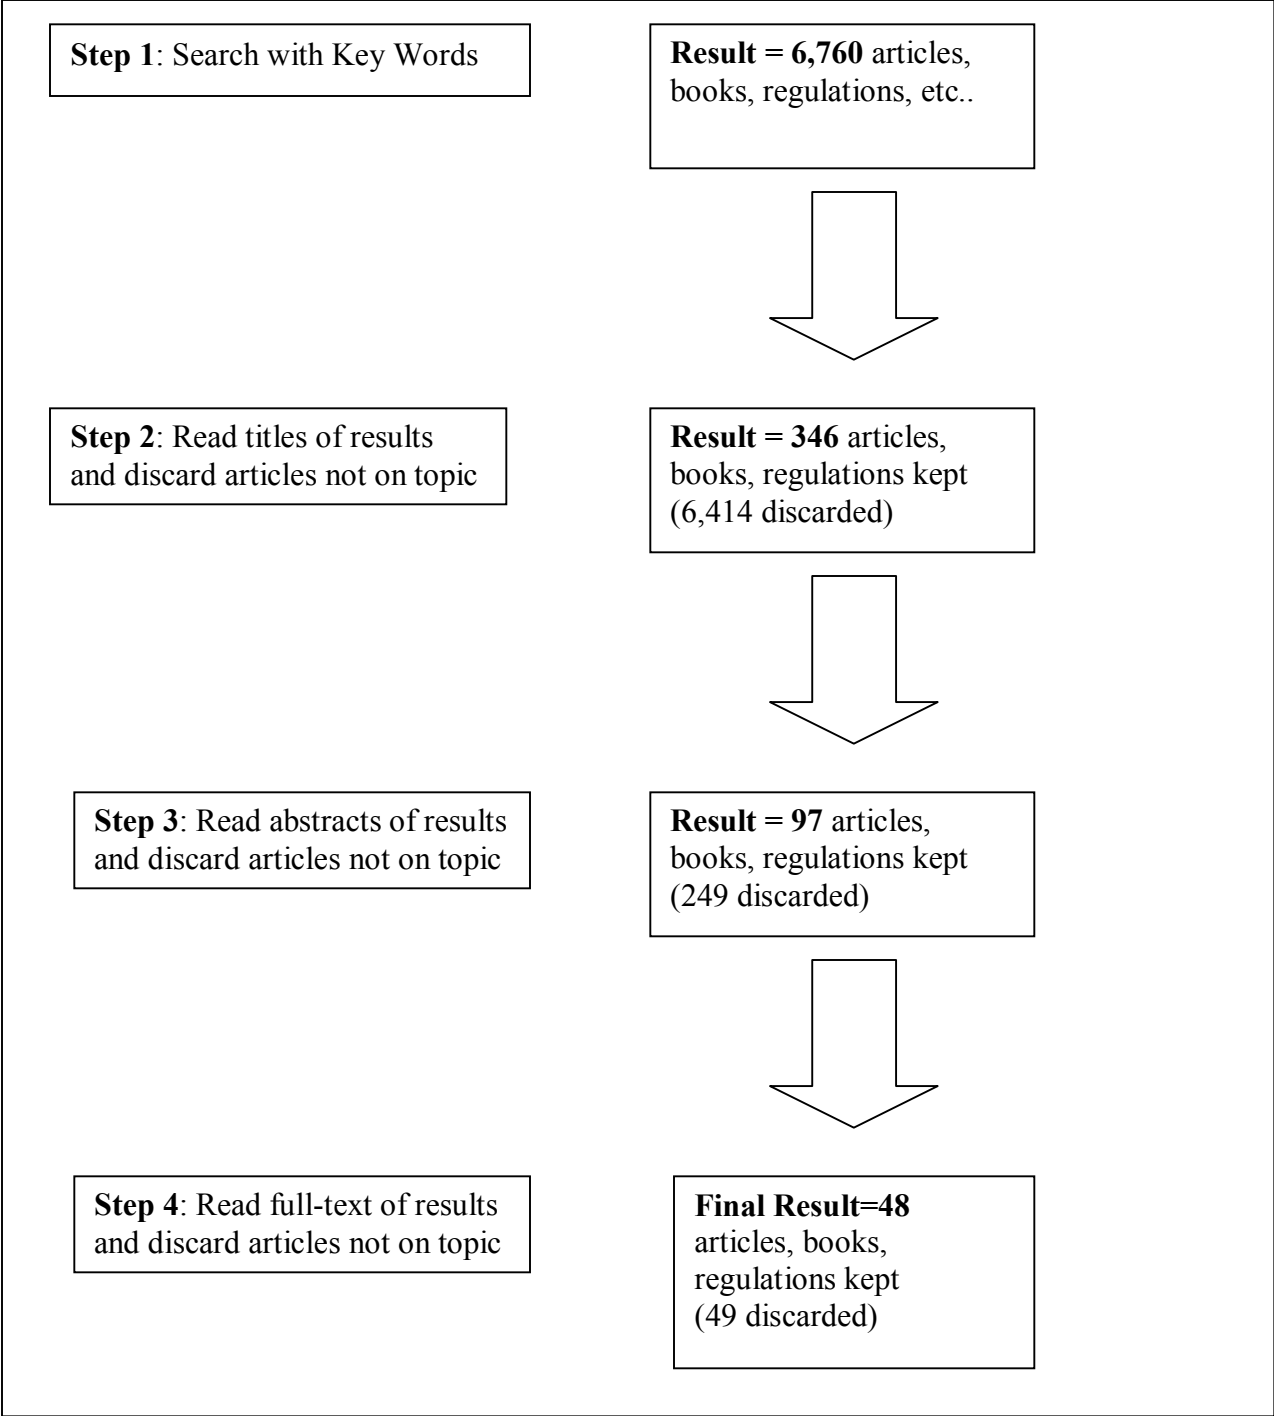 Step 1: Search with Key Words
Result = 6,760 articles,
books, regulations, etc..
Step 2: Read titles of results
and discard articles not on topic
Result = 346 articles,
books, regulations kept
(6,414 discarded)
Step 3: Read abstracts of results
and discard articles not on topic
Result = 97 articles,
books, regulations kept
(249 discarded)
Step 4: Read full-text of results
and discard articles not on topic
Final Result=48
articles, books,
regulations kept
(49 discarded)